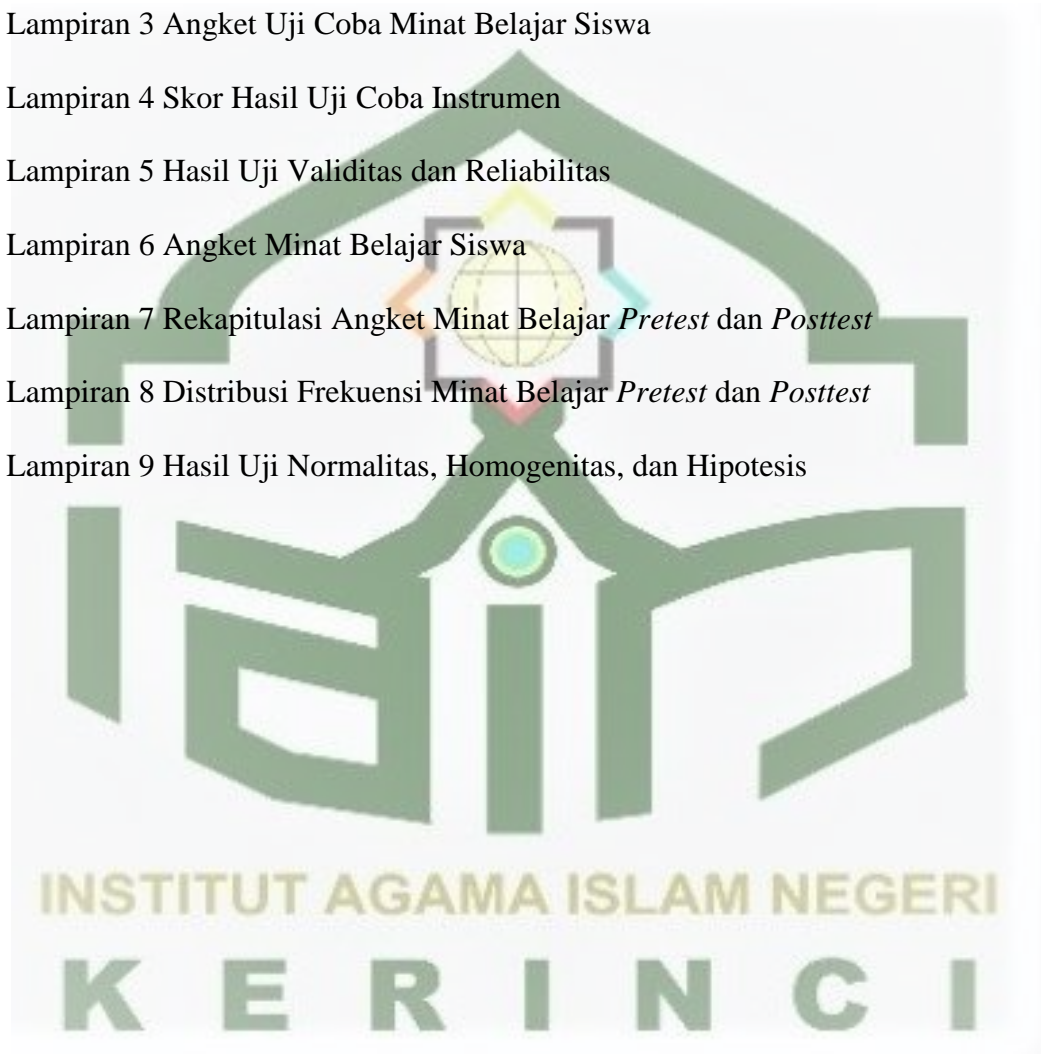 Lampiran 3 Angket Uji Coba Minat Belajar Siswa
Lampiran 4 Skor Hasil Uji Coba Instrumen
Lampiran 5 Hasil Uji Validitas dan Reliabilitas
Lampiran 6 Angket Minat Belajar Siswa
Lampiran 7 Rekapitulasi Angket Minat Belajar Pretest dan Posttest
Lampiran 8 Distribusi Frekuensi Minat Belajar Pretest dan Posttest
Lampiran 9 Hasil Uji Normalitas, Homogenitas, dan Hipotesis
iain
INSTITUT AGAMA ISLAM NEGERI
KERINCI